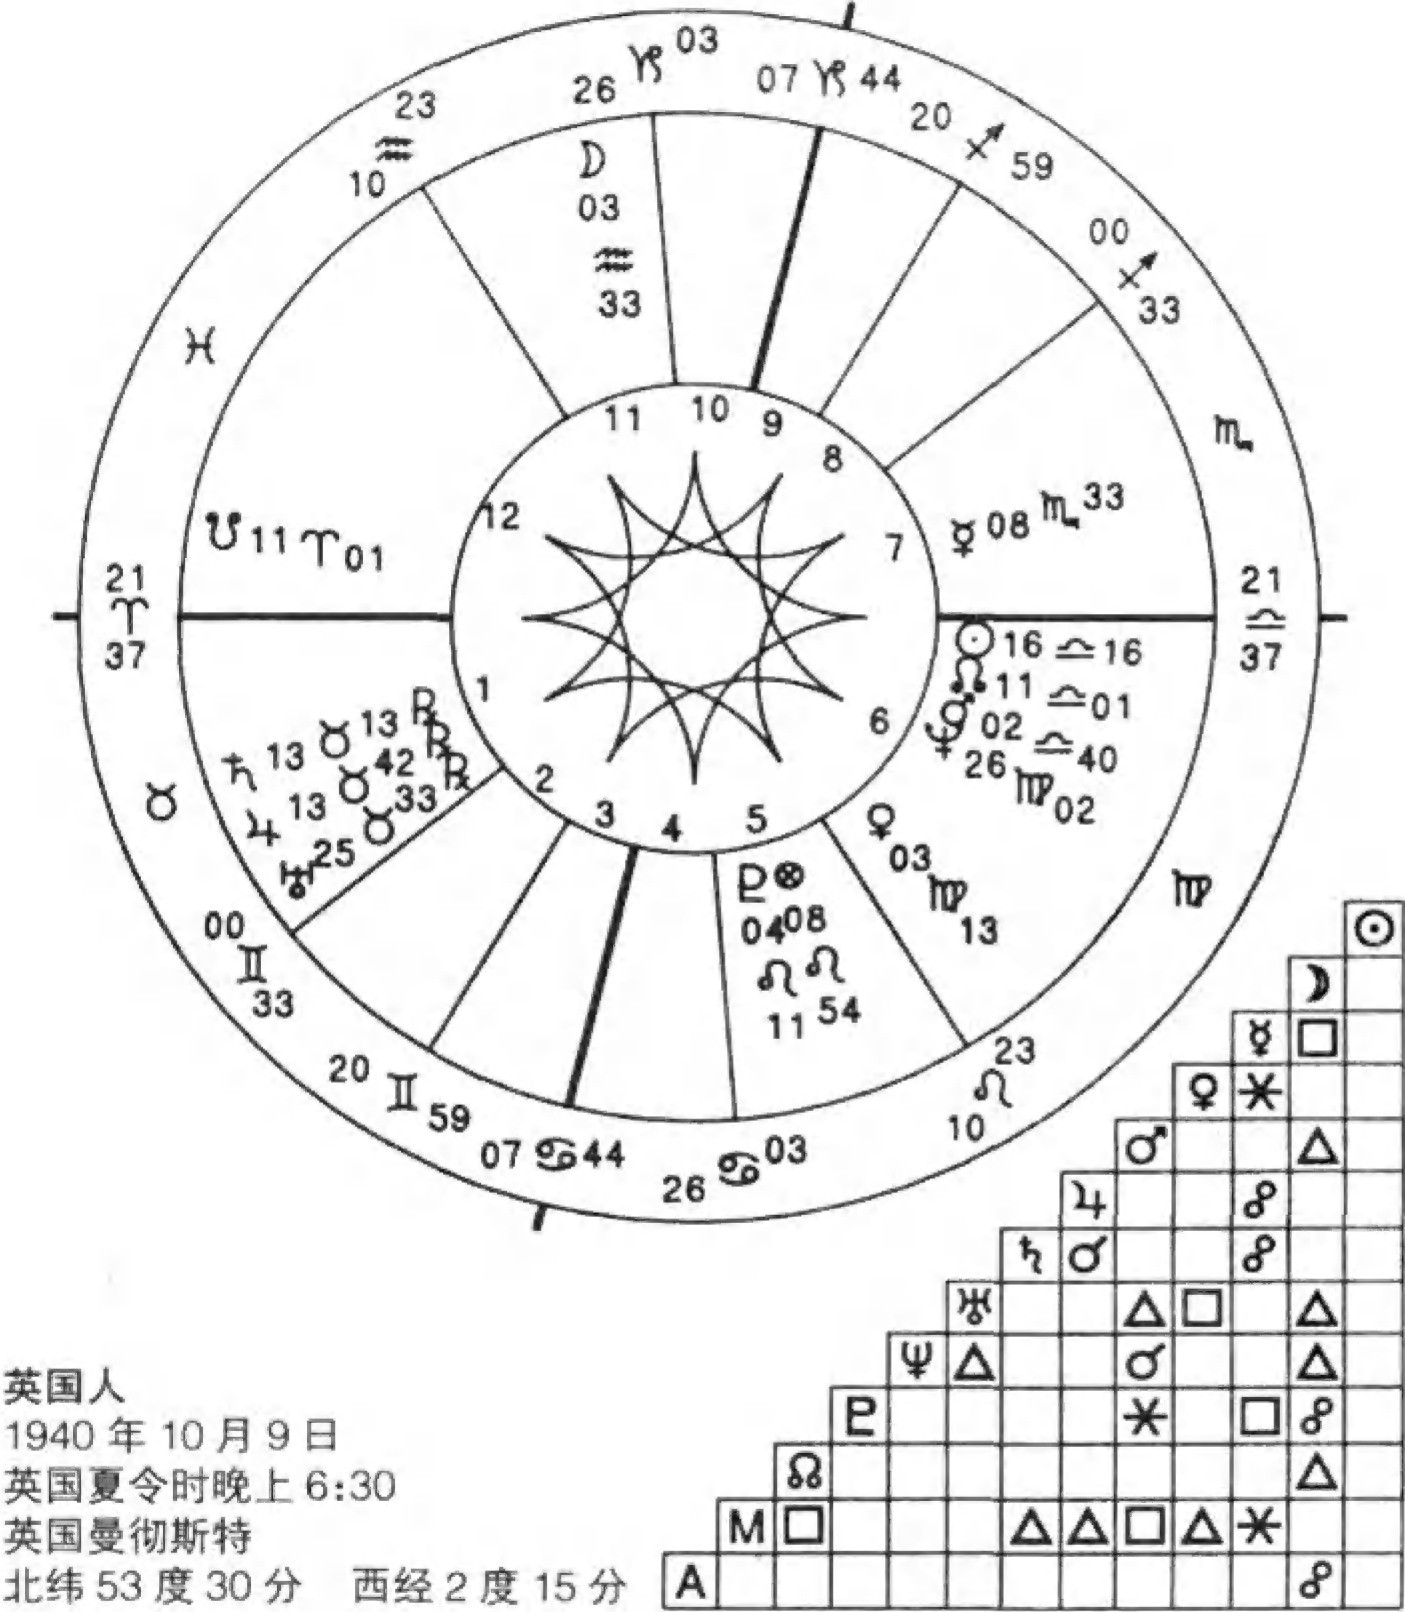 03
26 ♑
07 ♑ 44
20 ♐ 59
00 ♐ 33
23
♒
10
☽
03
♒
33
♓
♏
11 10 9
8
12
7
☋ 11 ♈ 01
☿ 08 ♏ 33
21
♈
37
21
♎
37
☉ 16 ♎ 16
☊ 11 ♎ 01
♂ 02 ♎ 40
♆ 26 ♍ 02
1
6
2
3 4 5
♄ 13 ♉ 13 ℞
♃ 13 ♉ 42 ℞
♅ 25 ♉ 33 ℞
♉
♀
03
♍
13
♍
♇ ⊗
04 08
♌ ♌
11 54
00
♊
33
20 ♊ 59
07 ♋ 44
26 ♋ 03
23
♌
10
☉
☽
☿ □
♀ ⚹
♂ △
♃ ☍
♄ ☌ ☍
♅ △ □ △
♆ △ ☌ △
♇ ⚹ □ ☍
☊ △
M □ △ △ □ △ ⚹
A ☍
英国人
1940 年 10 月 9 日
英国夏令时晚上 6:30
英国曼彻斯特
北纬 53 度 30 分 西经 2 度 15 分